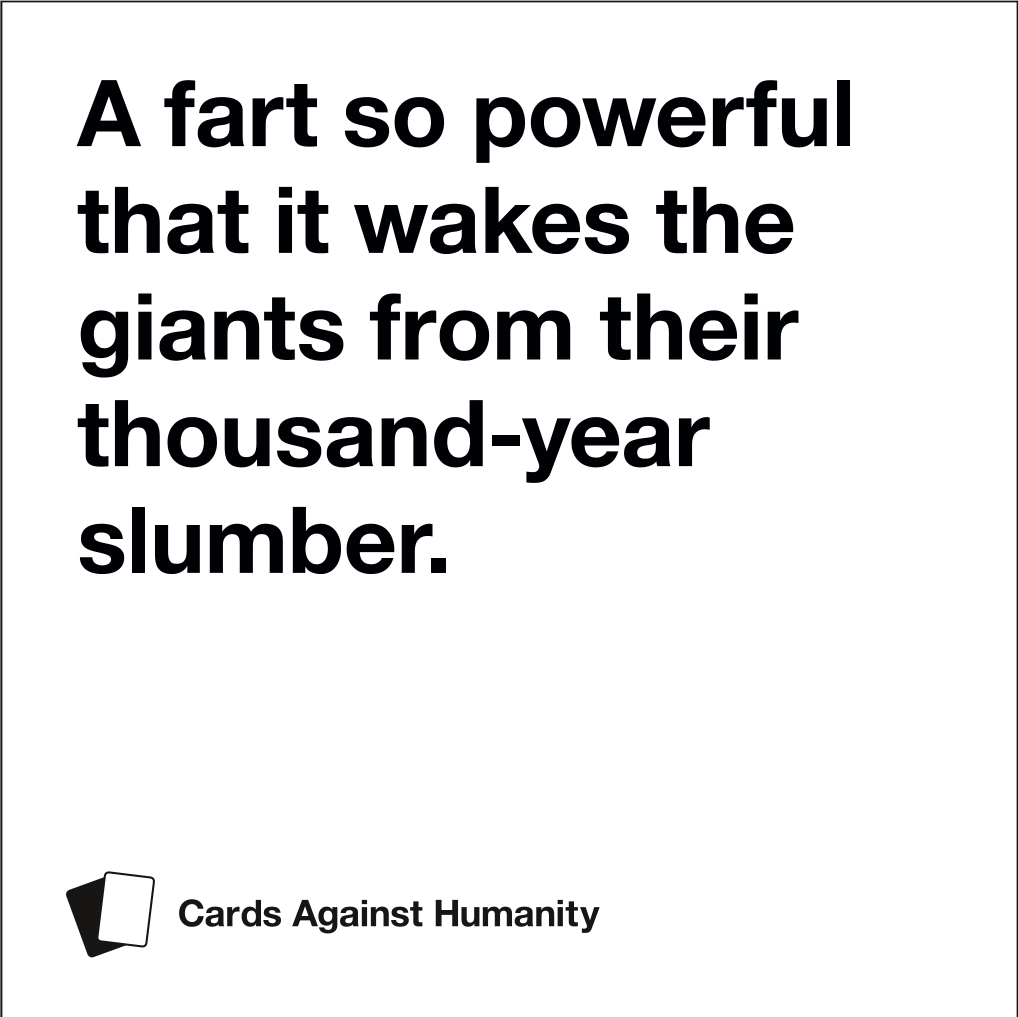 A fart so powerful
that it wakes the
giants from their
thousand-year
slumber.
Cards Against Humanity